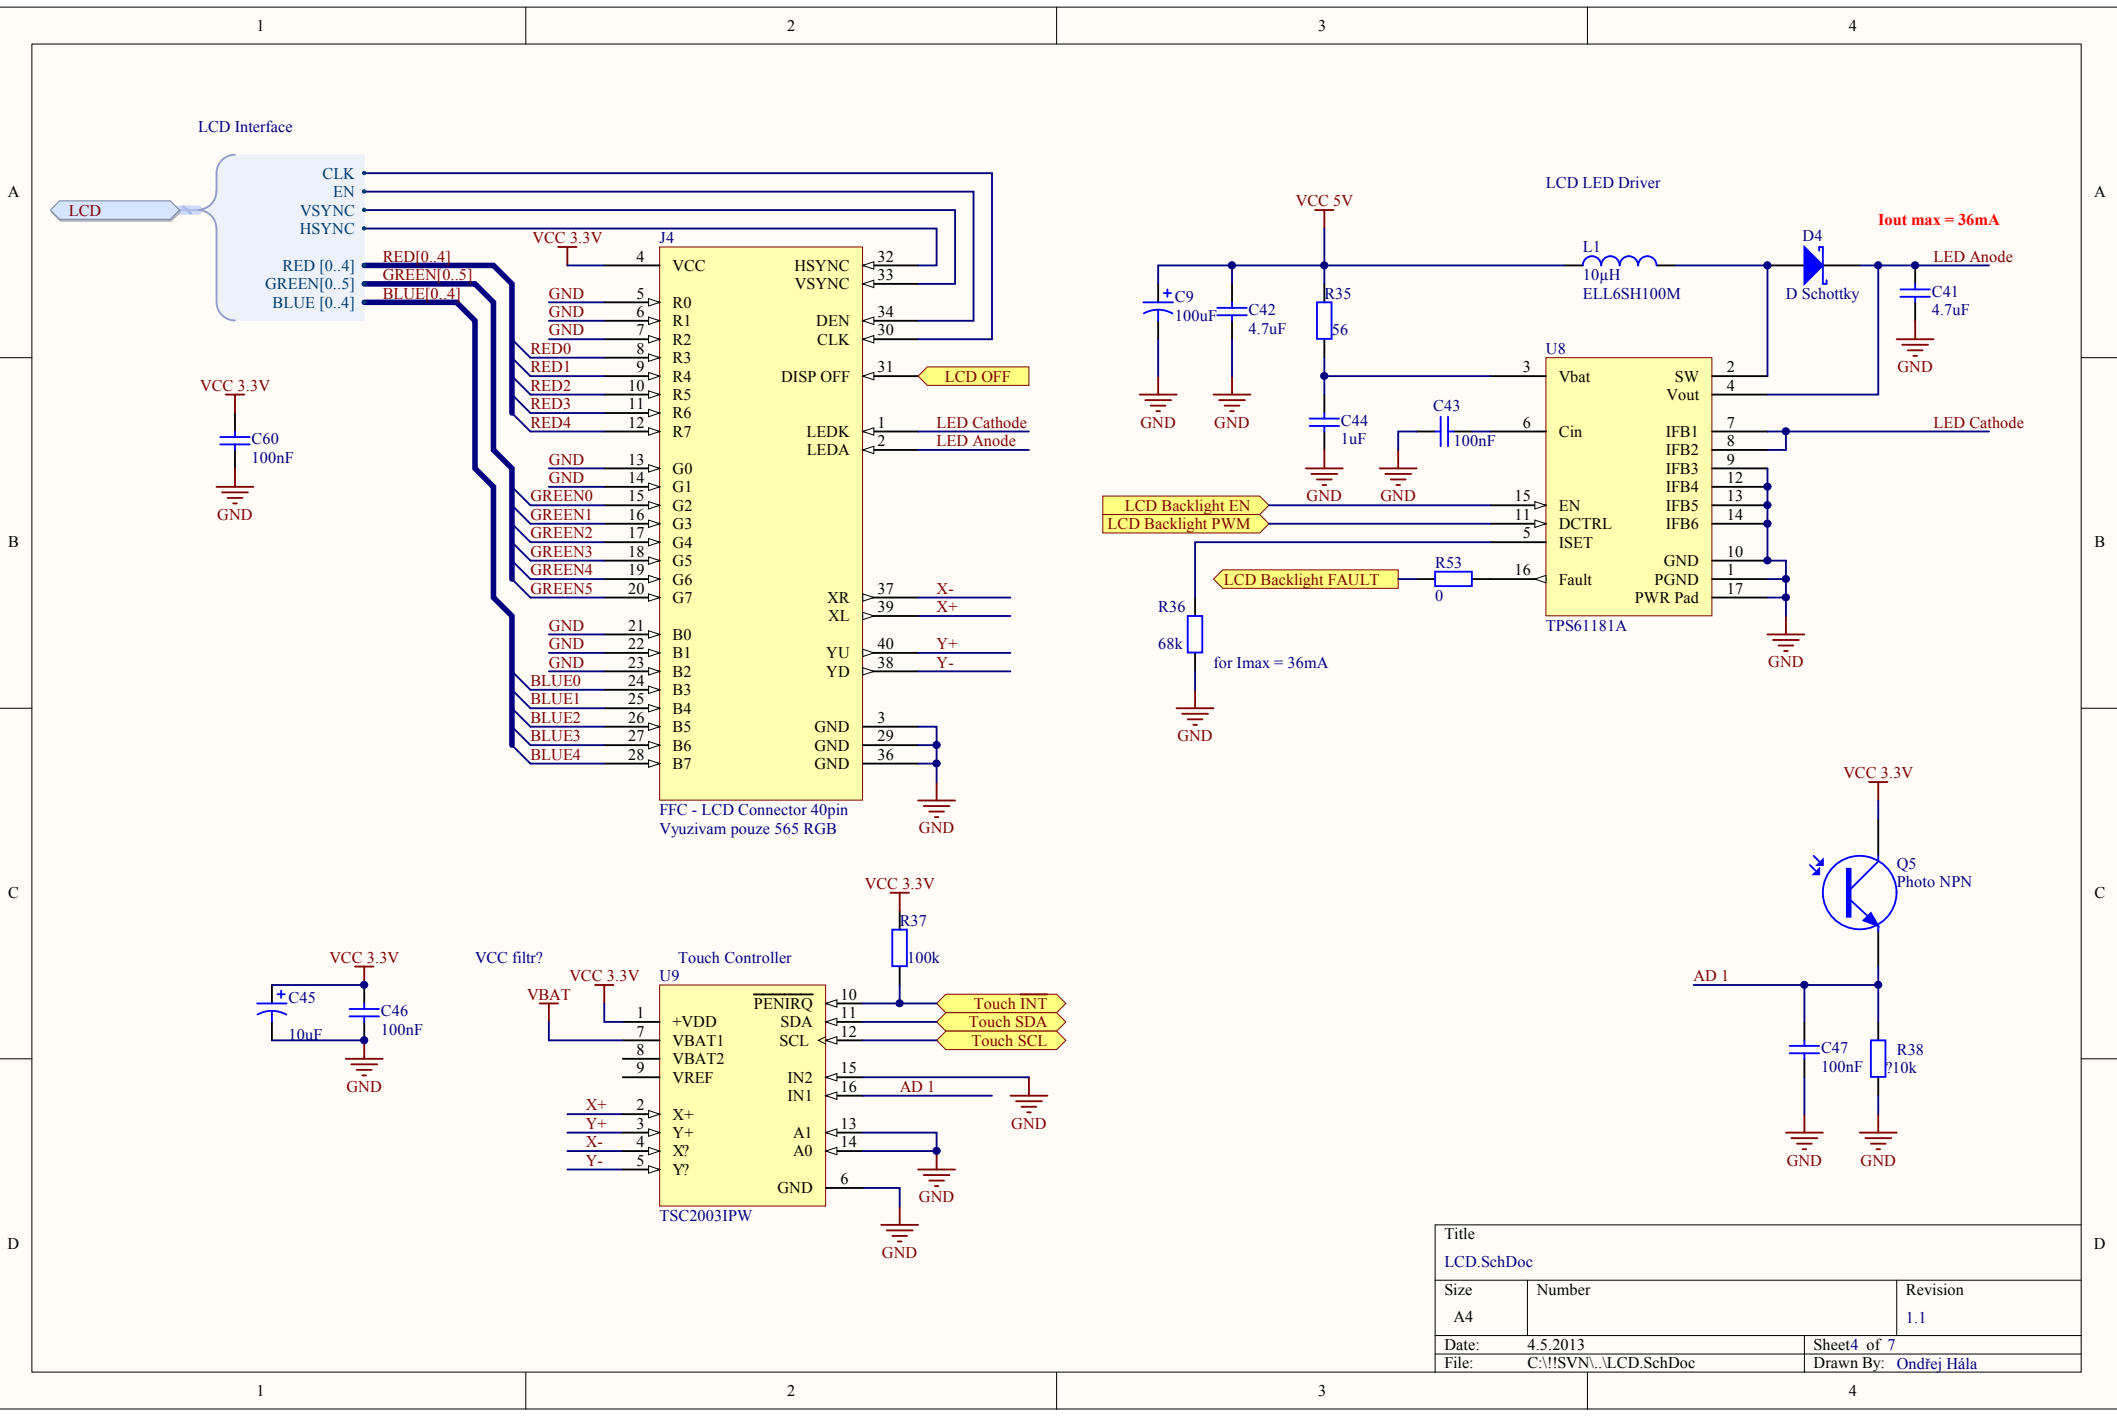 1 2 3 4
A
B
C
D
A
B
C
D
1 2 3 4
LCD Interface
LCD
CLK
EN
VSYNC
HSYNC
RED [0..4]
GREEN[0..5]
BLUE [0..4]
RED[0..4]
GREEN[0..5]
BLUE[0..4]
VCC 3.3V
C60
100nF
GND
VCC 3.3V
J4
4 VCC
GND 5 R0
GND 6 R1
GND 7 R2
RED0 8 R3
RED1 9 R4
RED2 10 R5
RED3 11 R6
RED4 12 R7
GND 13 G0
GND 14 G1
GREEN0 15 G2
GREEN1 16 G3
GREEN2 17 G4
GREEN3 18 G5
GREEN4 19 G6
GREEN5 20 G7
GND 21 B0
GND 22 B1
GND 23 B2
BLUE0 24 B3
BLUE1 25 B4
BLUE2 26 B5
BLUE3 27 B6
BLUE4 28 B7
HSYNC 32
VSYNC 33
DEN 34
CLK 30
DISP OFF 31 LCD OFF
LEDK 1 LED Cathode
LEDA 2 LED Anode
XR 37 X-
XL 39 X+
YU 40 Y+
YD 38 Y-
GND 3
GND 29
GND 36
GND
FFC - LCD Connector 40pin
Vyuzivam pouze 565 RGB
LCD LED Driver
VCC 5V
Iout max = 36mA
C9
100uF
GND
C42
4.7uF
GND
R35
56
C44
1uF
GND
C43
100nF
GND
L1
10µH
ELL6SH100M
D4
D Schottky
LED Anode
C41
4.7uF
GND
U8
3 Vbat
6 Cin
LCD Backlight EN 15 EN
LCD Backlight PWM 11 DCTRL
5 ISET
LCD Backlight FAULT R53 0 16 Fault
SW 2
Vout 4
IFB1 7 LED Cathode
IFB2 8
IFB3 9
IFB4 12
IFB5 13
IFB6 14
GND 10
PGND 1
PWR Pad 17
TPS61181A
GND
R36
68k
for Imax = 36mA
GND
VCC 3.3V
Q5
Photo NPN
AD 1
C47
100nF
GND
R38
?10k
GND
VCC 3.3V
C45
10uF
C46
100nF
GND
VCC filtr?
Touch Controller
VCC 3.3V
R37
100k
VBAT
VCC 3.3V
U9
1 +VDD
7 VBAT1
8 VBAT2
9 VREF
X+ 2 X+
Y+ 3 Y+
X- 4 X?
Y- 5 Y?
PENIRQ 10 Touch INT
SDA 11 Touch SDA
SCL 12 Touch SCL
IN2 15
IN1 16 AD 1
GND
A1 13
A0 14
GND
GND 6
GND
TSC2003IPW
Title
LCD.SchDoc
Size Number Revision
A4 1.1
Date: 4.5.2013 Sheet4 of 7
File: C:\!!SVN\..\LCD.SchDoc Drawn By: Ondřej Hála